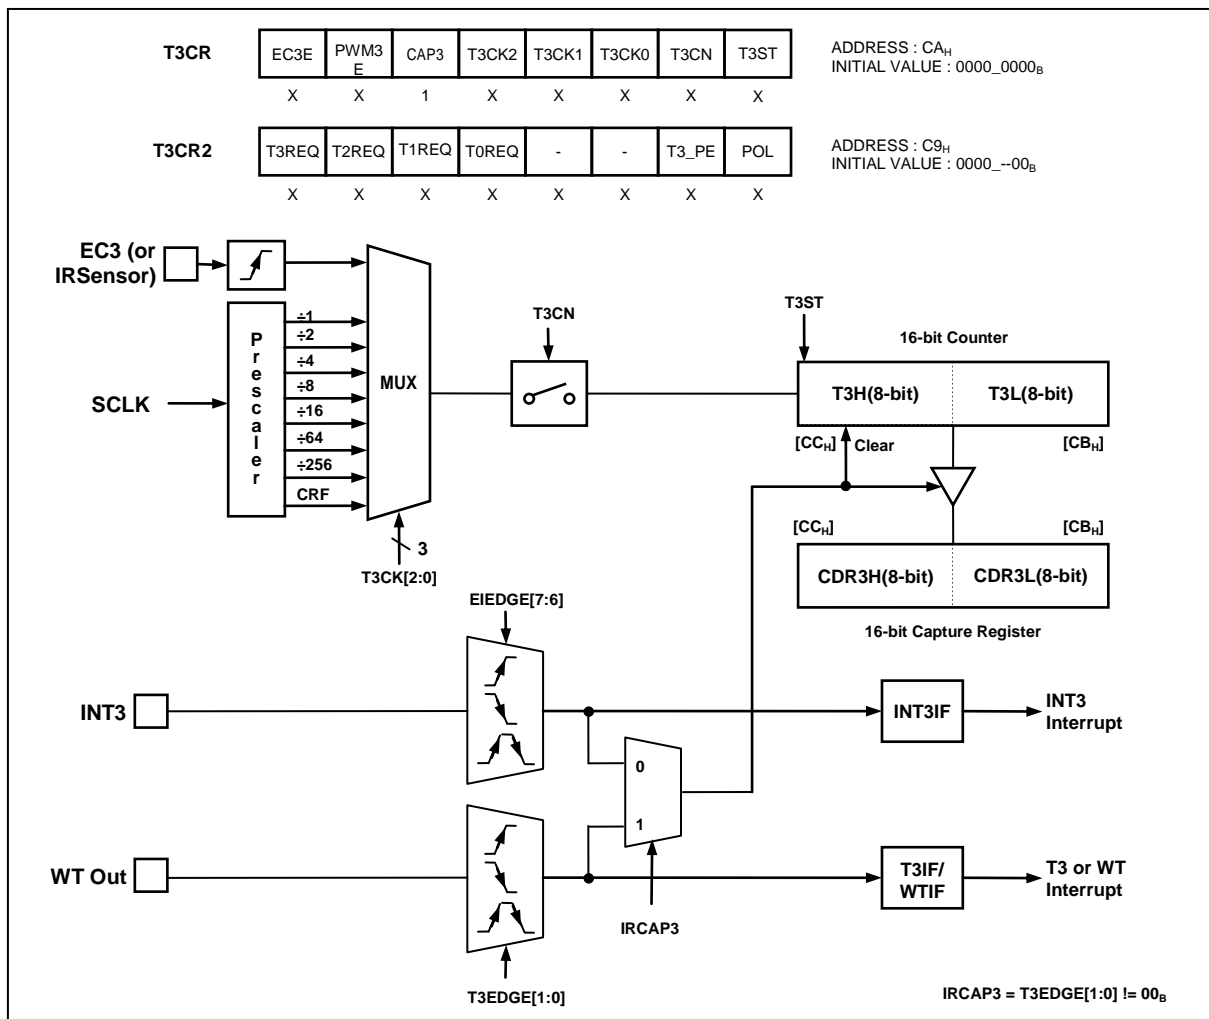 T3CR EC3E PWM3E CAP3 T3CK2 T3CK1 T3CK0 T3CN T3ST ADDRESS : CAH
INITIAL VALUE : 0000_0000B
X X 1 X X X X X
T3CR2 T3REQ T2REQ T1REQ T0REQ - - T3_PE POL ADDRESS : C9H
INITIAL VALUE : 0000_--00B
X X X X X X X X
EC3 (or
IRSensor)
SCLK
Prescaler
÷1
÷2
÷4
÷8
÷16
÷64
÷256
CRF
MUX
3
T3CK[2:0]
T3CN
T3ST
16-bit Counter
T3H(8-bit) T3L(8-bit)
[CCH] Clear [CBH]
[CCH] [CBH]
CDR3H(8-bit) CDR3L(8-bit)
16-bit Capture Register
EIEDGE[7:6]
INT3
INT3IF
INT3
Interrupt
0
1
IRCAP3
WT Out
T3IF/
WTIF
T3 or WT
Interrupt
T3EDGE[1:0]
IRCAP3 = T3EDGE[1:0] != 00B